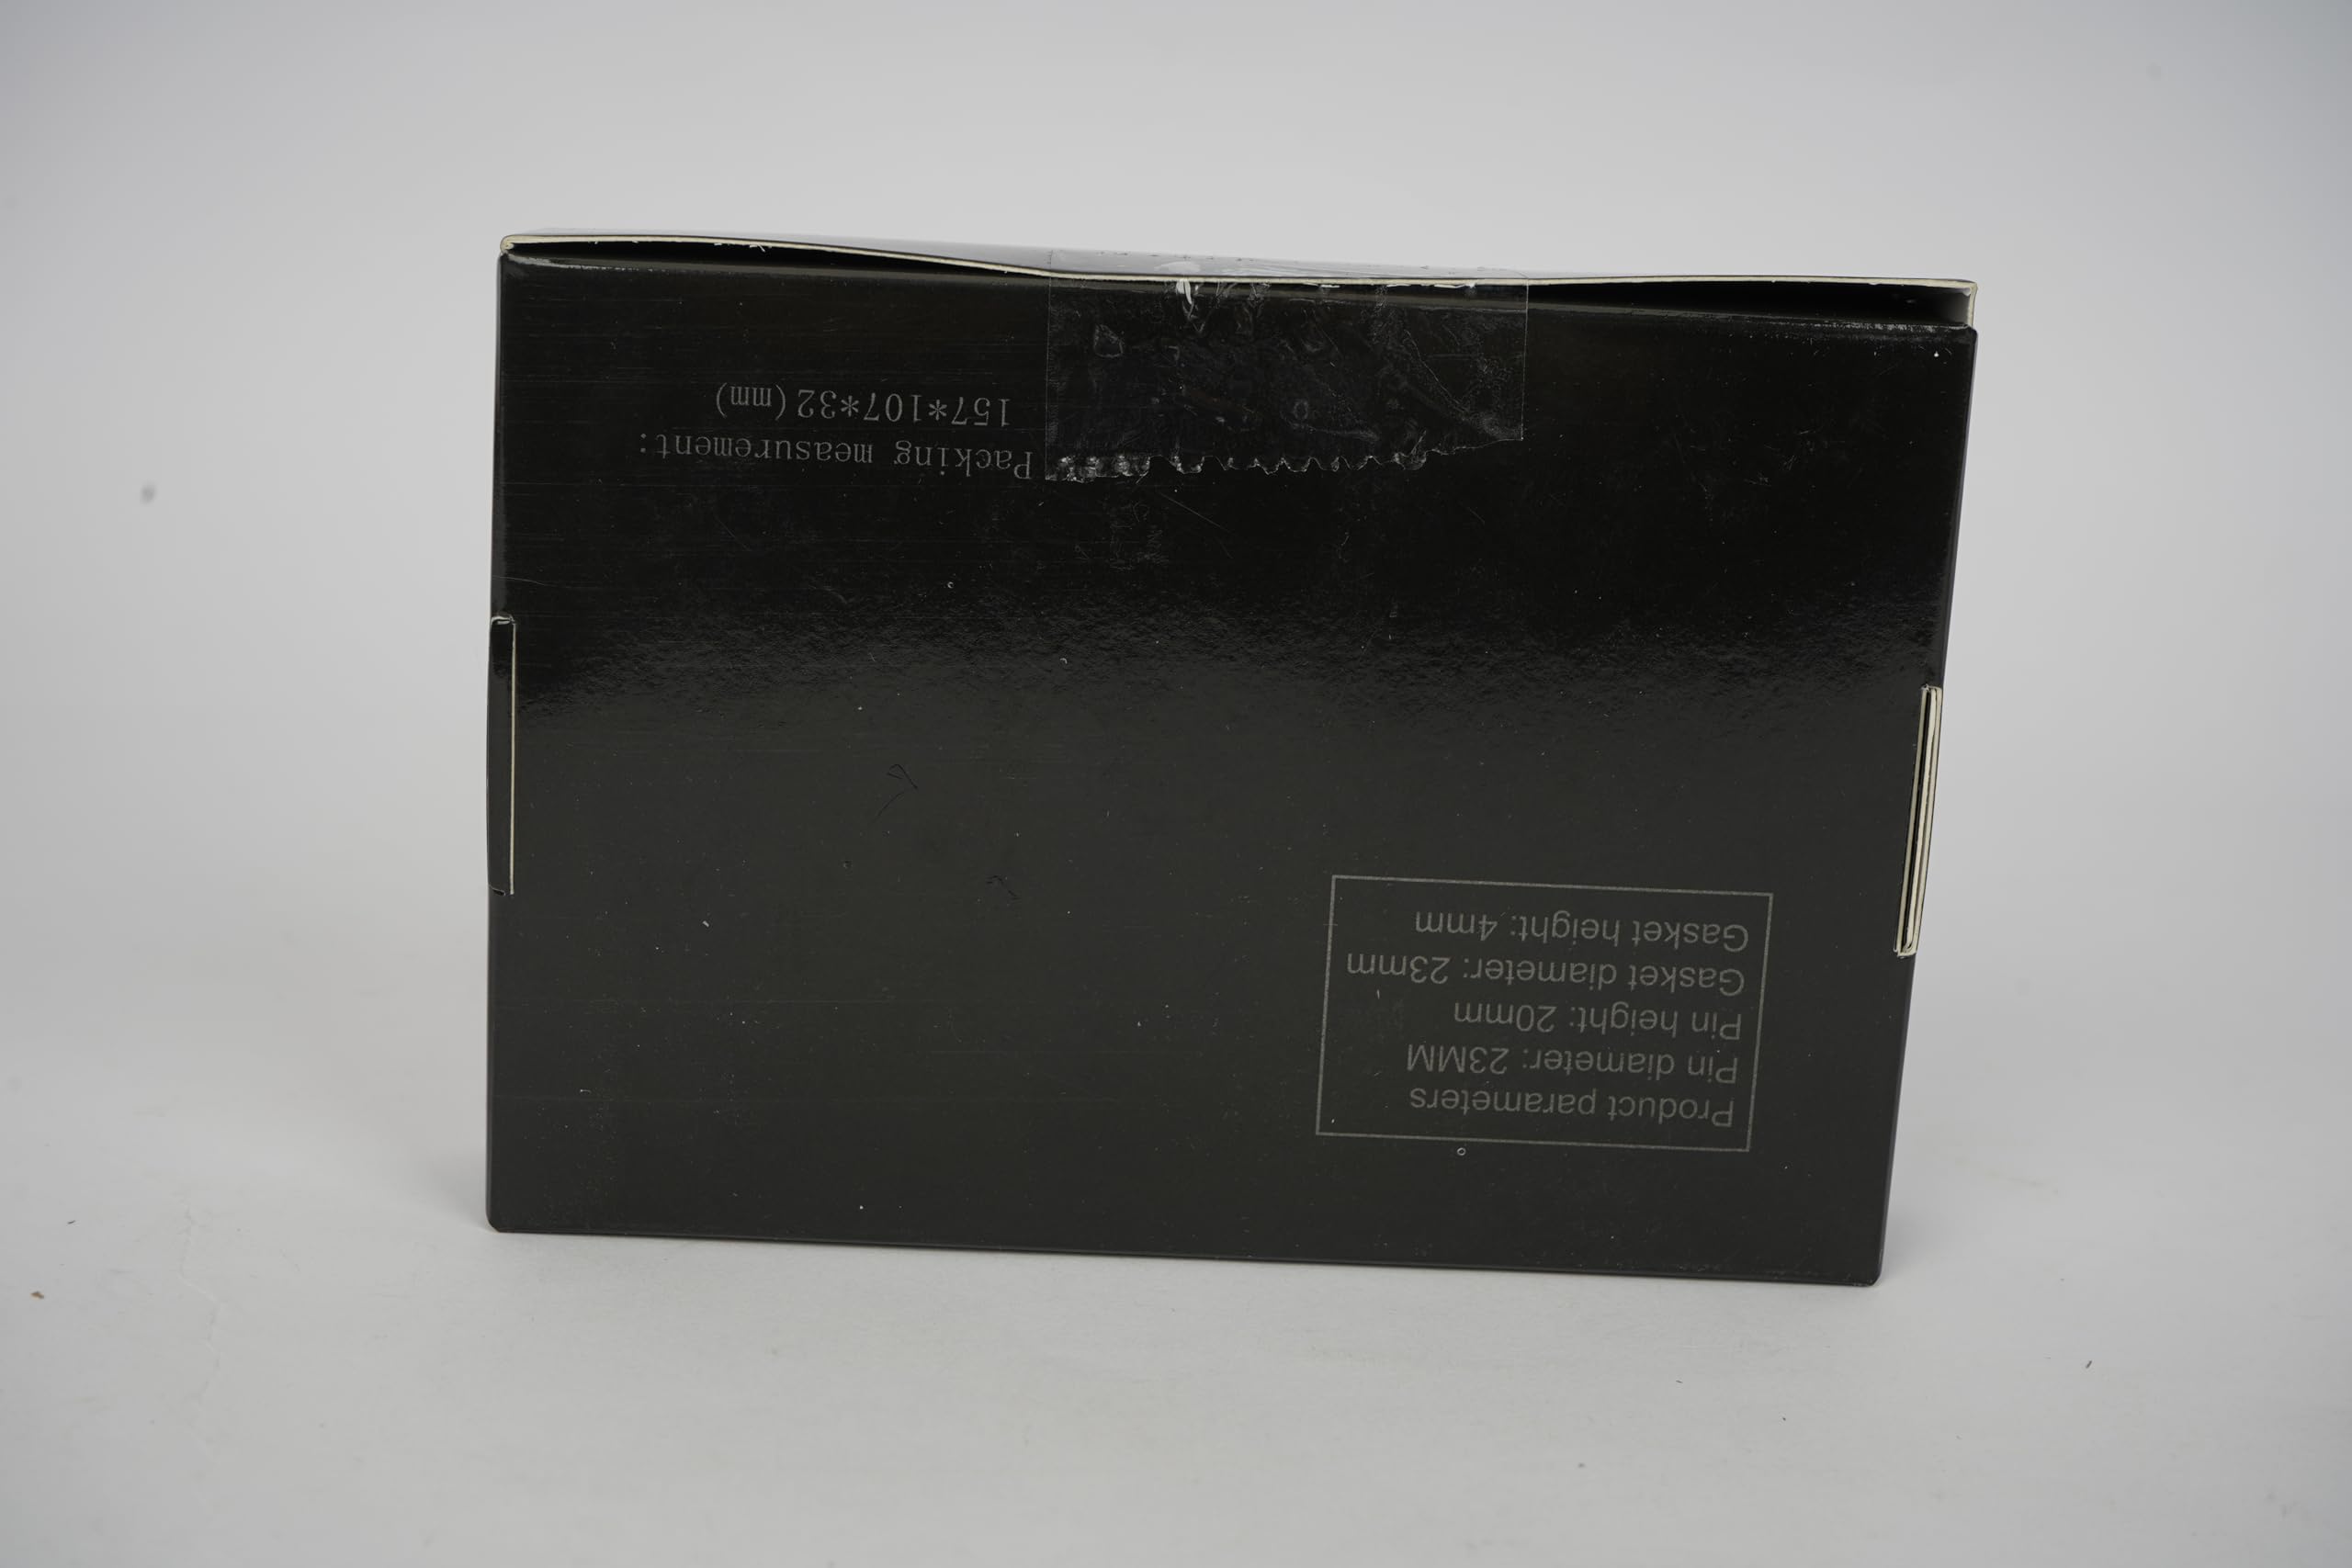 Product parameters
Pin diameter: 23MM
Pin height: 20mm
Gasket diameter: 23mm
Gasket height: 4mm
Packing measurement:
157*107*32(mm)